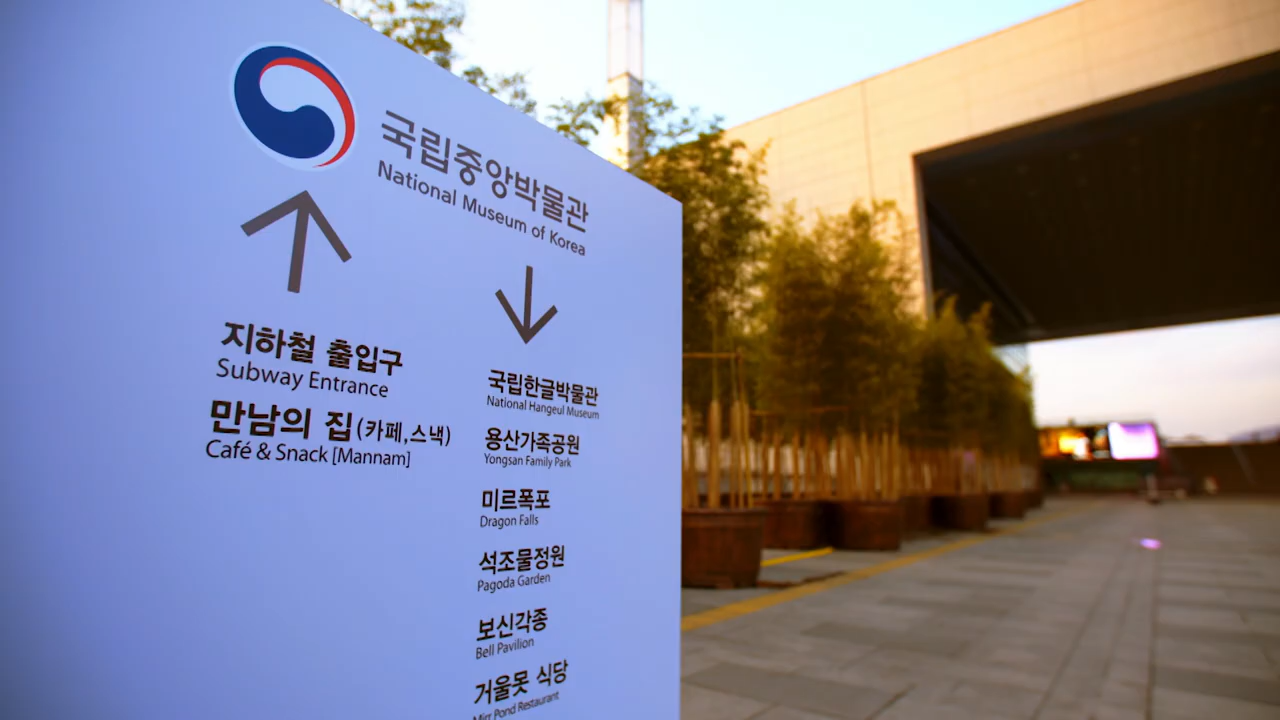 국립중앙박물관
National Museum of Korea
지하철 출입구
Subway Entrance
만남의 집(카페,스낵)
Café & Snack [Mannam]
국립한글박물관
National Hangeul Museum
용산가족공원
Yongsan Family Park
미르폭포
Dragon Falls
석조물정원
Pagoda Garden
보신각종
Bell Pavilion
거울못 식당
Mirr Pond Restaurant